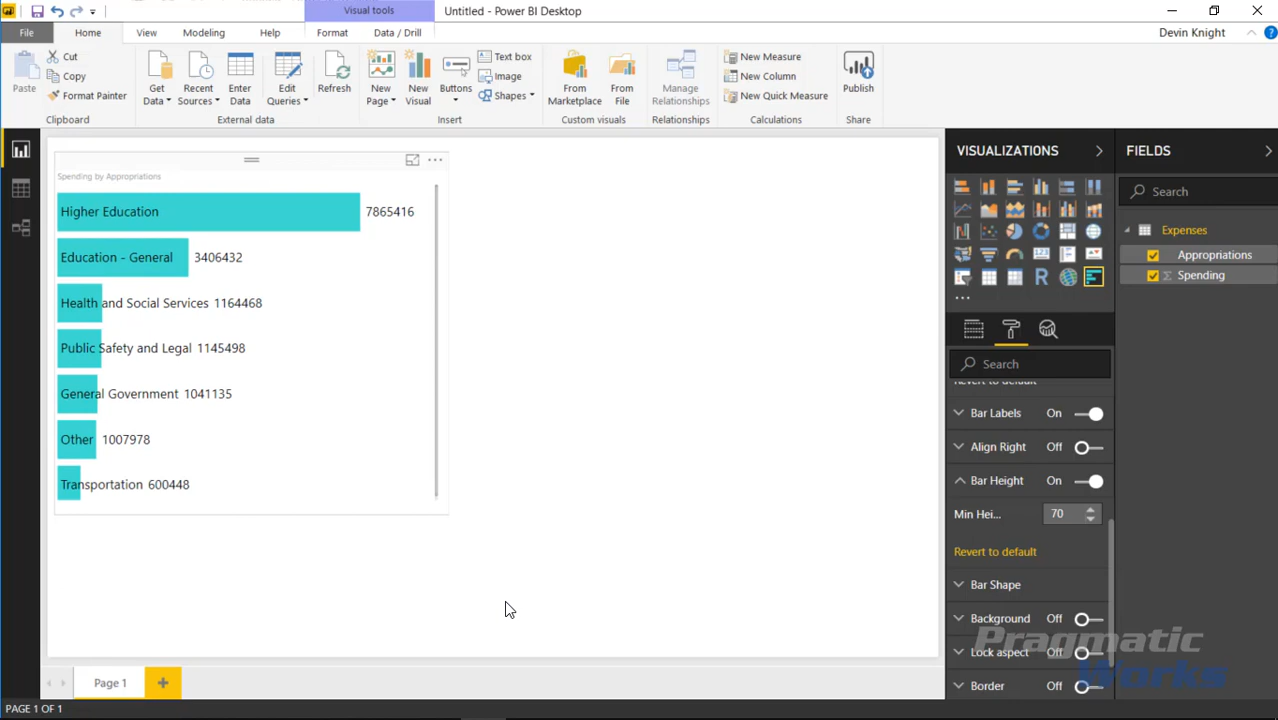 Visual tools
Untitled - Power BI Desktop
File
Home
View
Modeling
Help
Format
Data / Drill
Devin Knight
?
Paste
Cut
Copy
Format Painter
Clipboard
Get Data
Recent Sources
Enter Data
Edit Queries
Refresh
External data
New Page
New Visual
Buttons
Text box
Image
Shapes
Insert
From Marketplace
From File
Custom visuals
Manage Relationships
Relationships
New Measure
New Column
New Quick Measure
Calculations
Publish
Share
Spending by Appropriations
Higher Education 7865416
Education - General 3406432
Health and Social Services 1164468
Public Safety and Legal 1145498
General Government 1041135
Other 1007978
Transportation 600448
VISUALIZATIONS
R
123
Search
Revert to default
Bar Labels On
Align Right Off
Bar Height On
Min Hei... 70
Revert to default
Bar Shape
Background Off
Lock aspect Off
Border Off
FIELDS
Search
Expenses
Appropriations
Σ Spending
Pragmatic Works
Page 1
PAGE 1 OF 1